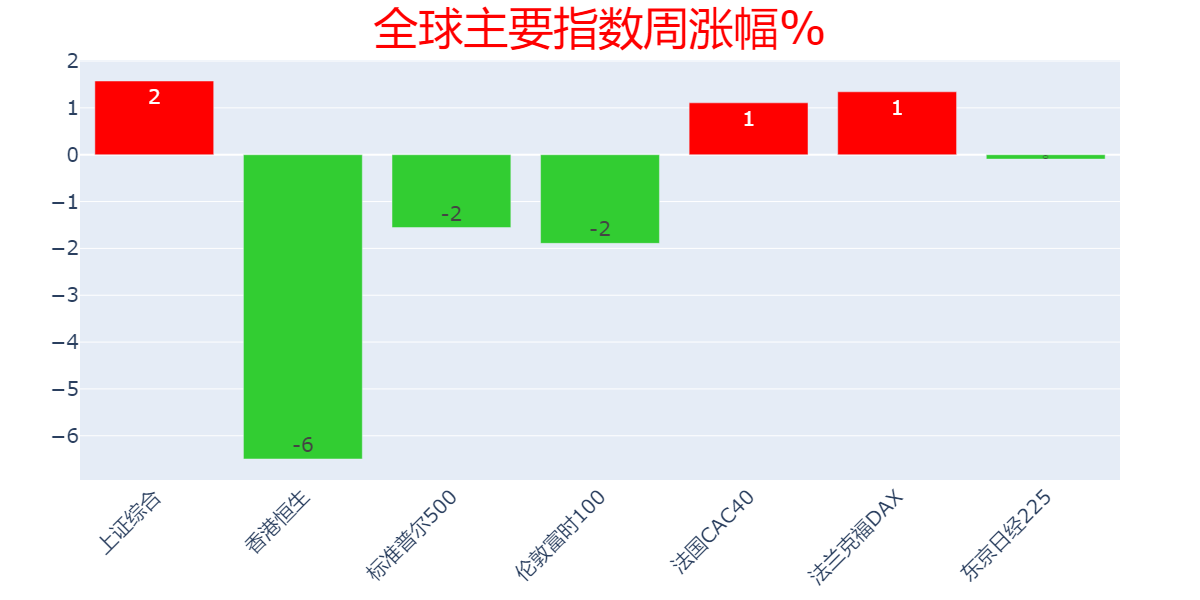 全球主要指数周涨幅%
2
1
0
−1
−2
−3
−4
−5
−6
2
-6
-2
-2
1
1
上证综合
香港恒生
标准普尔500
伦敦富时100
法国CAC40
法兰克福DAX
东京日经225